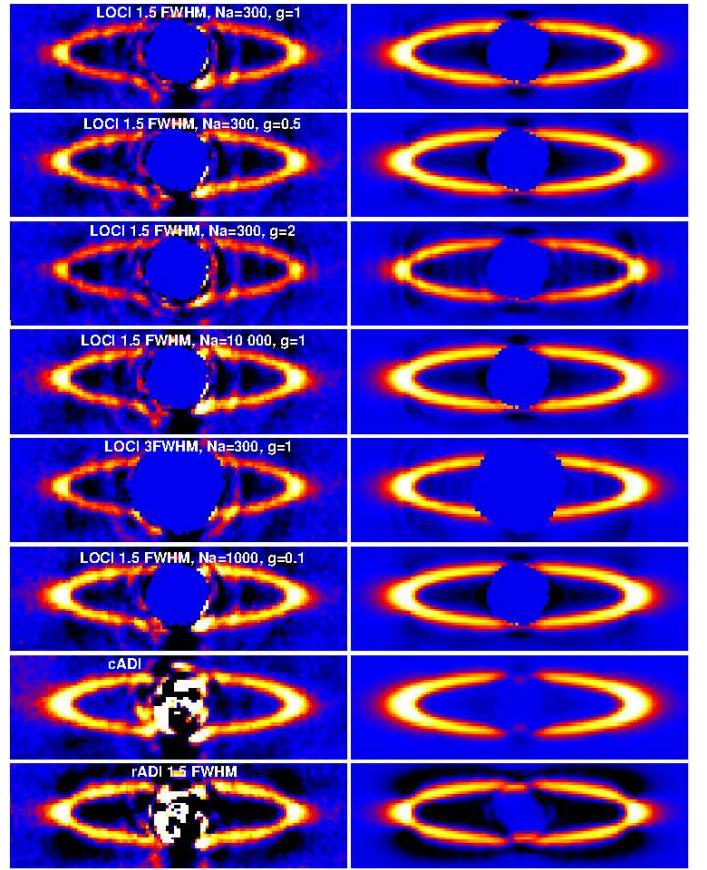 LOCI 1.5 FWHM, Na=300, g=1
LOCI 1.5 FWHM, Na=300, g=0.5
LOCI 1.5 FWHM, Na=300, g=2
LOCI 1.5 FWHM, Na=10 000, g=1
LOCI 3FWHM, Na=300, g=1
LOCI 1.5 FWHM, Na=1000, g=0.1
cADI
rADI 1.5 FWHM